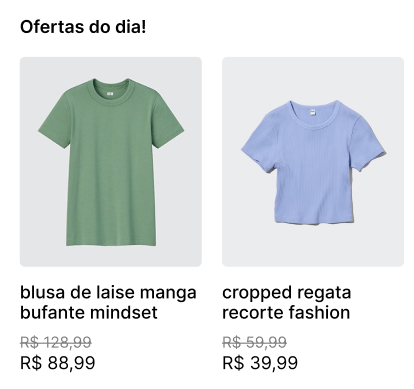 Ofertas do dia!
blusa de laise manga
bufante mindset
R$ 128,99
R$ 88,99
cropped regata
recorte fashion
R$ 59,99
R$ 39,99